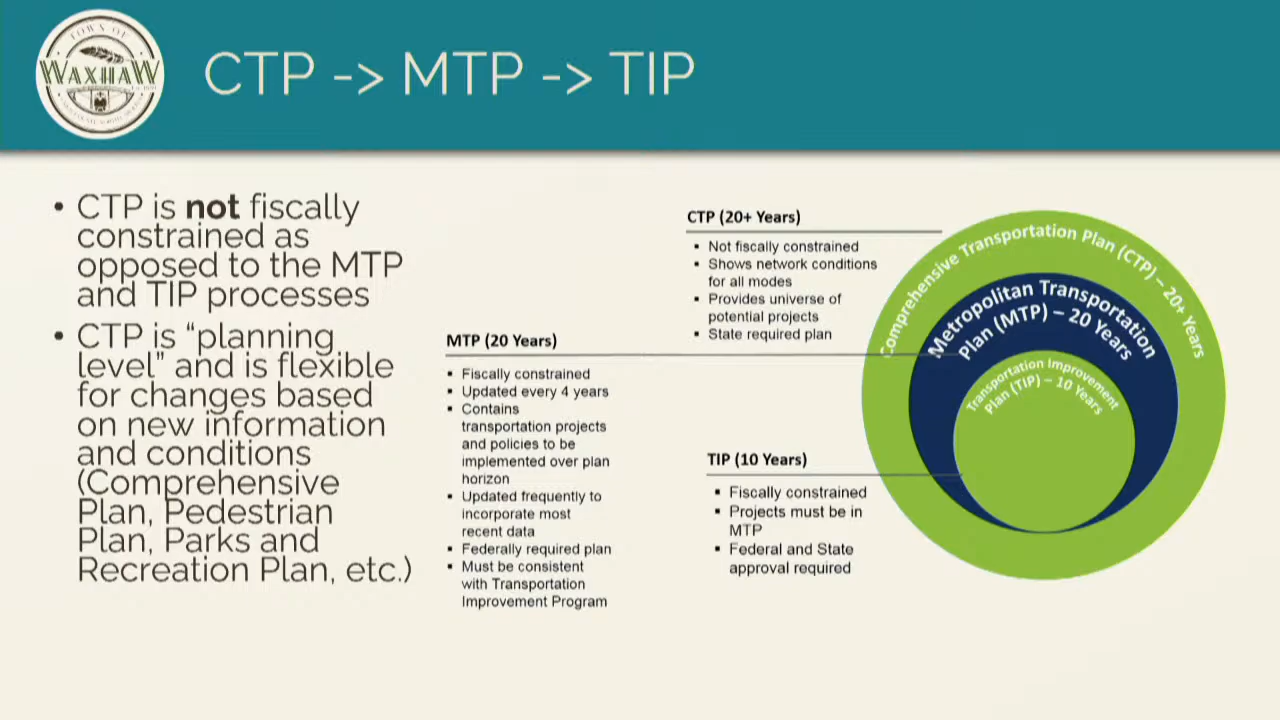 TOWN OF
WAXHAW
CTP -> MTP -> TIP
• CTP is not fiscally
constrained as
opposed to the MTP
and TIP processes
• CTP is “planning
level” and is flexible
for changes based
on new information
and conditions
(Comprehensive
Plan, Pedestrian
Plan, Parks and
Recreation Plan, etc.)
CTP (20+ Years)
▪ Not fiscally constrained
▪ Shows network conditions
for all modes
▪ Provides universe of
potential projects
▪ State required plan
MTP (20 Years)
▪ Fiscally constrained
▪ Updated every 4 years
▪ Contains
transportation projects
and policies to be
implemented over plan
horizon
▪ Updated frequently to
incorporate most
recent data
▪ Federally required plan
▪ Must be consistent
with Transportation
Improvement Program
TIP (10 Years)
▪ Fiscally constrained
▪ Projects must be in
MTP
▪ Federal and State
approval required
Comprehensive Transportation Plan (CTP) – 20+ Years
Metropolitan Transportation
Plan (MTP) – 20 Years
Transportation Improvement
Plan (TIP) – 10 Years